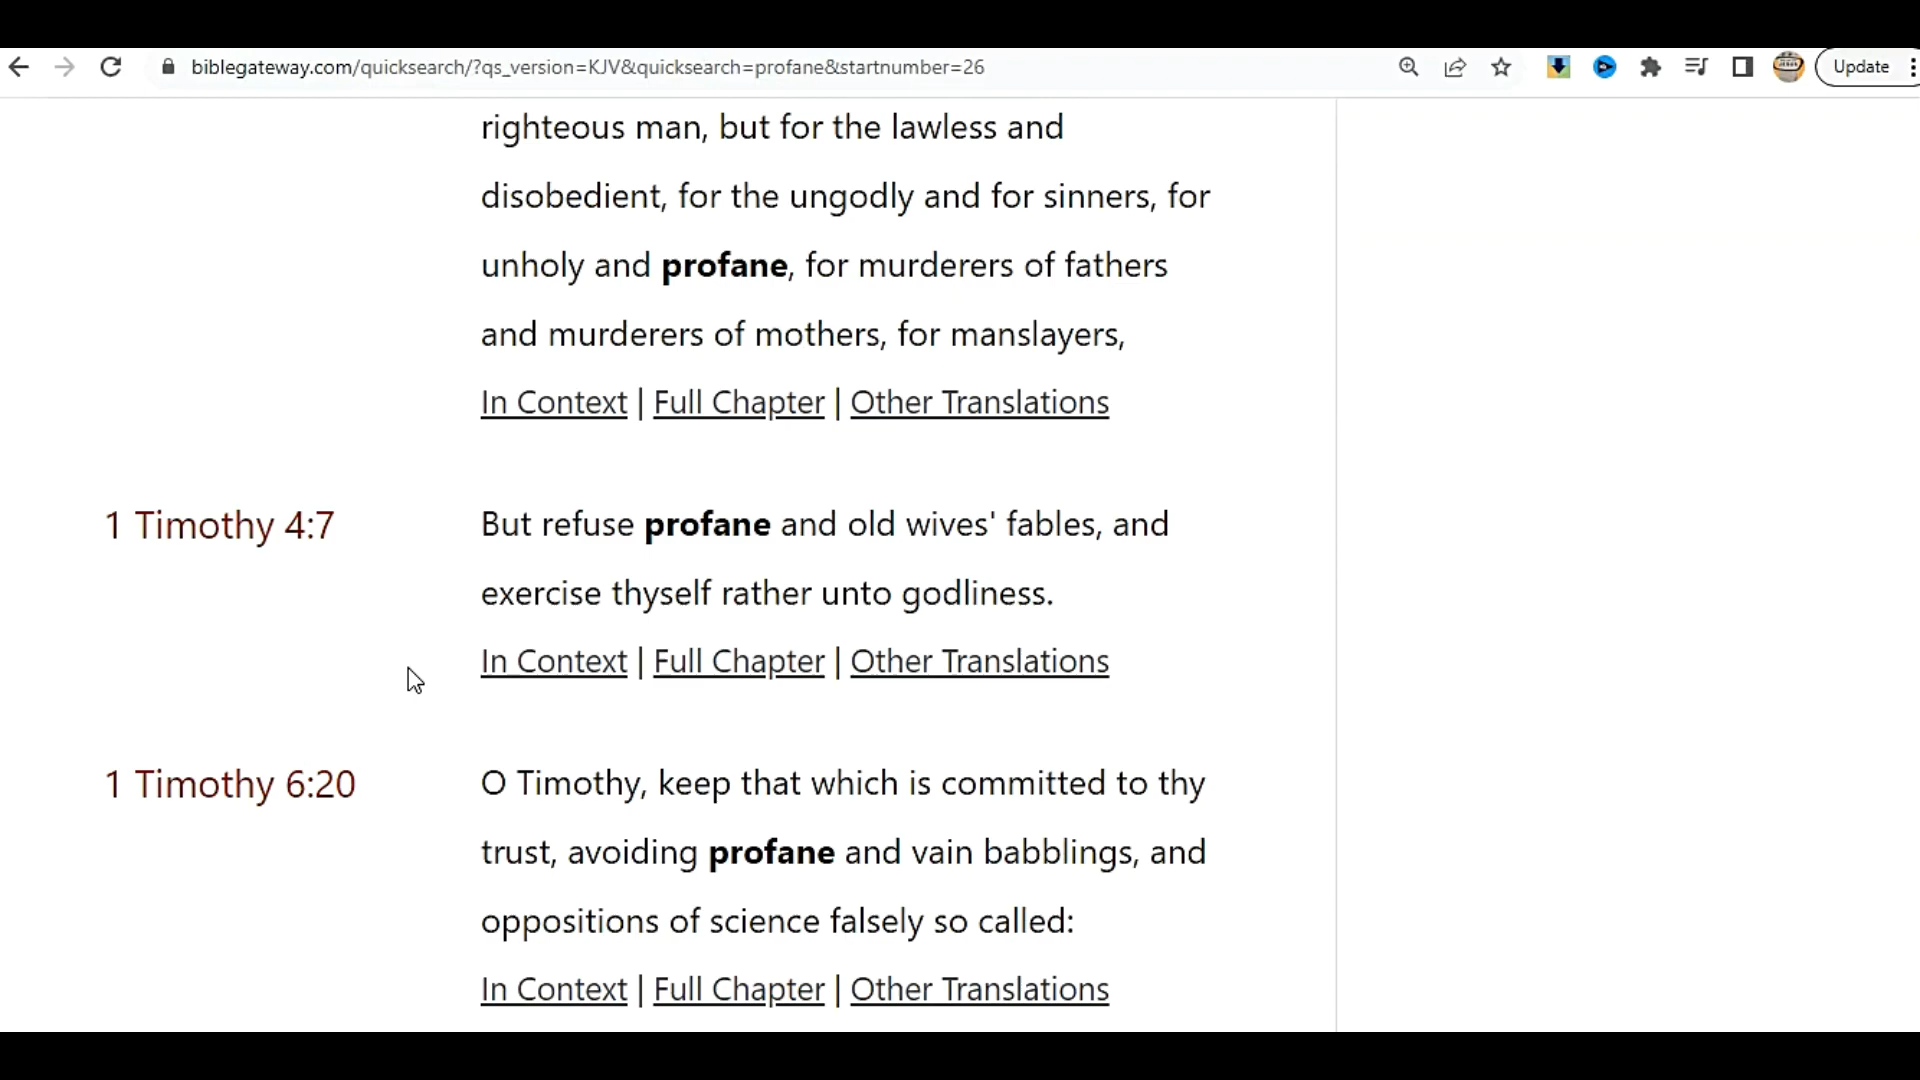 biblegateway.com/quicksearch/?qs_version=KJV&quicksearch=profane&startnumber=26
Update
righteous man, but for the lawless and
disobedient, for the ungodly and for sinners, for
unholy and profane, for murderers of fathers
and murderers of mothers, for manslayers,
In Context | Full Chapter | Other Translations
1 Timothy 4:7
But refuse profane and old wives' fables, and
exercise thyself rather unto godliness.
In Context | Full Chapter | Other Translations
1 Timothy 6:20
O Timothy, keep that which is committed to thy
trust, avoiding profane and vain babblings, and
oppositions of science falsely so called:
In Context | Full Chapter | Other Translations